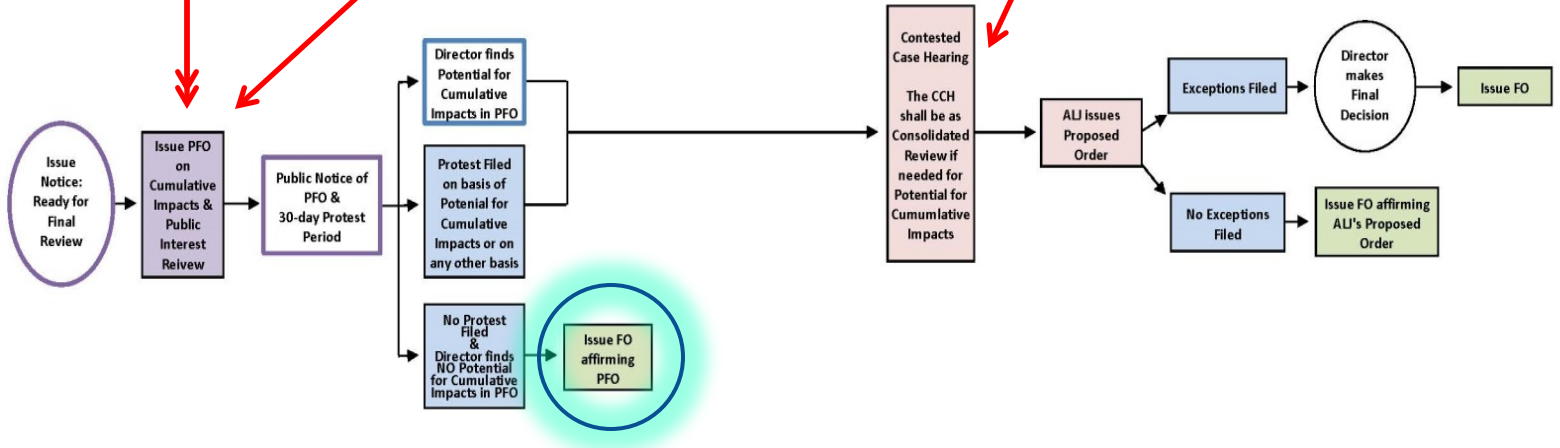 Issue
Notice:
Ready for
Final
Review
Issue PFO
on
Cumulative
Impacts &
Public
Interest
Reivew
Public Notice of
PFO &
30-day Protest
Period
Director finds
Potential for
Cumulative
Impacts in PFO
Protest Filed
on basis of
Potenial for
Cumulative
Impacts or on
any other basis
No Protest
Filed
&
Director finds
NO Potential
for Cumulative
Impacts in PFO
Issue FO
affirming
PFO
Contested
Case Hearing
The CCH
shall be as
Consolidated
Review if
needed for
Potential for
Cumumlative
Impacts
ALJ issues
Proposed
Order
Exceptions Filed
Director
makes
Final
Decision
Issue FO
No Exceptions
Filed
Issue FO affirming
ALJ's Proposed
Order